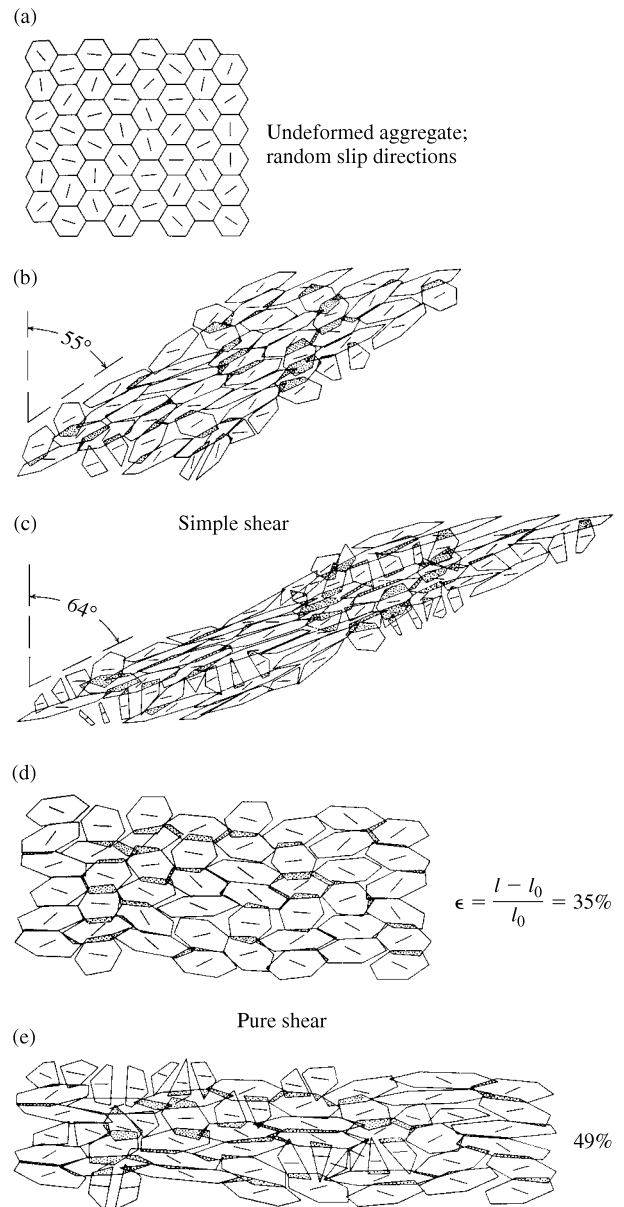 (a)
Undeformed aggregate;
random slip directions
(b)
55°
(c)
Simple shear
64°
(d)
ϵ = (l − l₀) / l₀ = 35%
Pure shear
(e)
49%